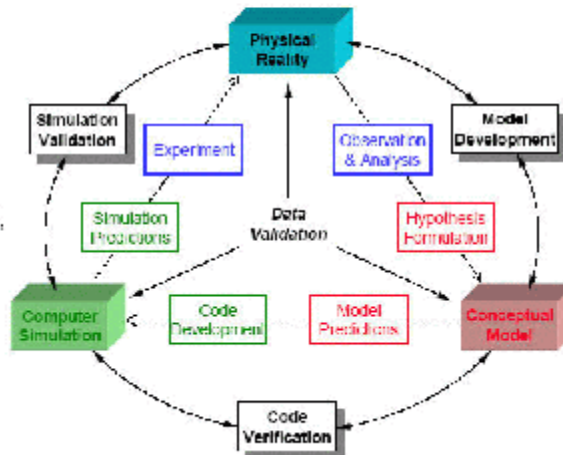 Physical
Reality
Simulation
Validation
Model
Development
Experiment
Observation
& Analysis
Simulation
Predictions
Data
Validation
Hypothesis
Formulation
Computer
Simulation
Code
Development
Model
Predictions
Conceptual
Model
Code
Verification